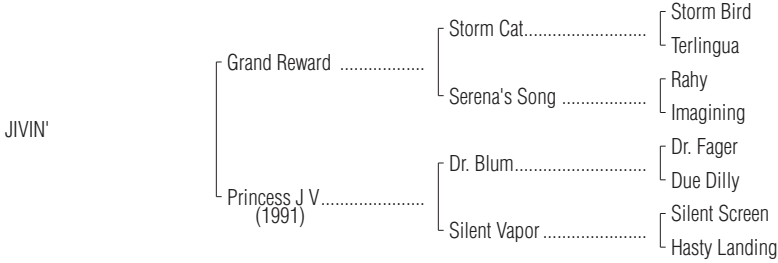 Storm Bird
Storm Cat..........................
Terlingua
Grand Reward ..................
Rahy
Serena's Song ..................
Imagining
JIVIN'
Dr. Fager
Dr. Blum............................
Due Dilly
Princess J V......................
(1991)
Silent Screen
Silent Vapor ......................
Hasty Landing